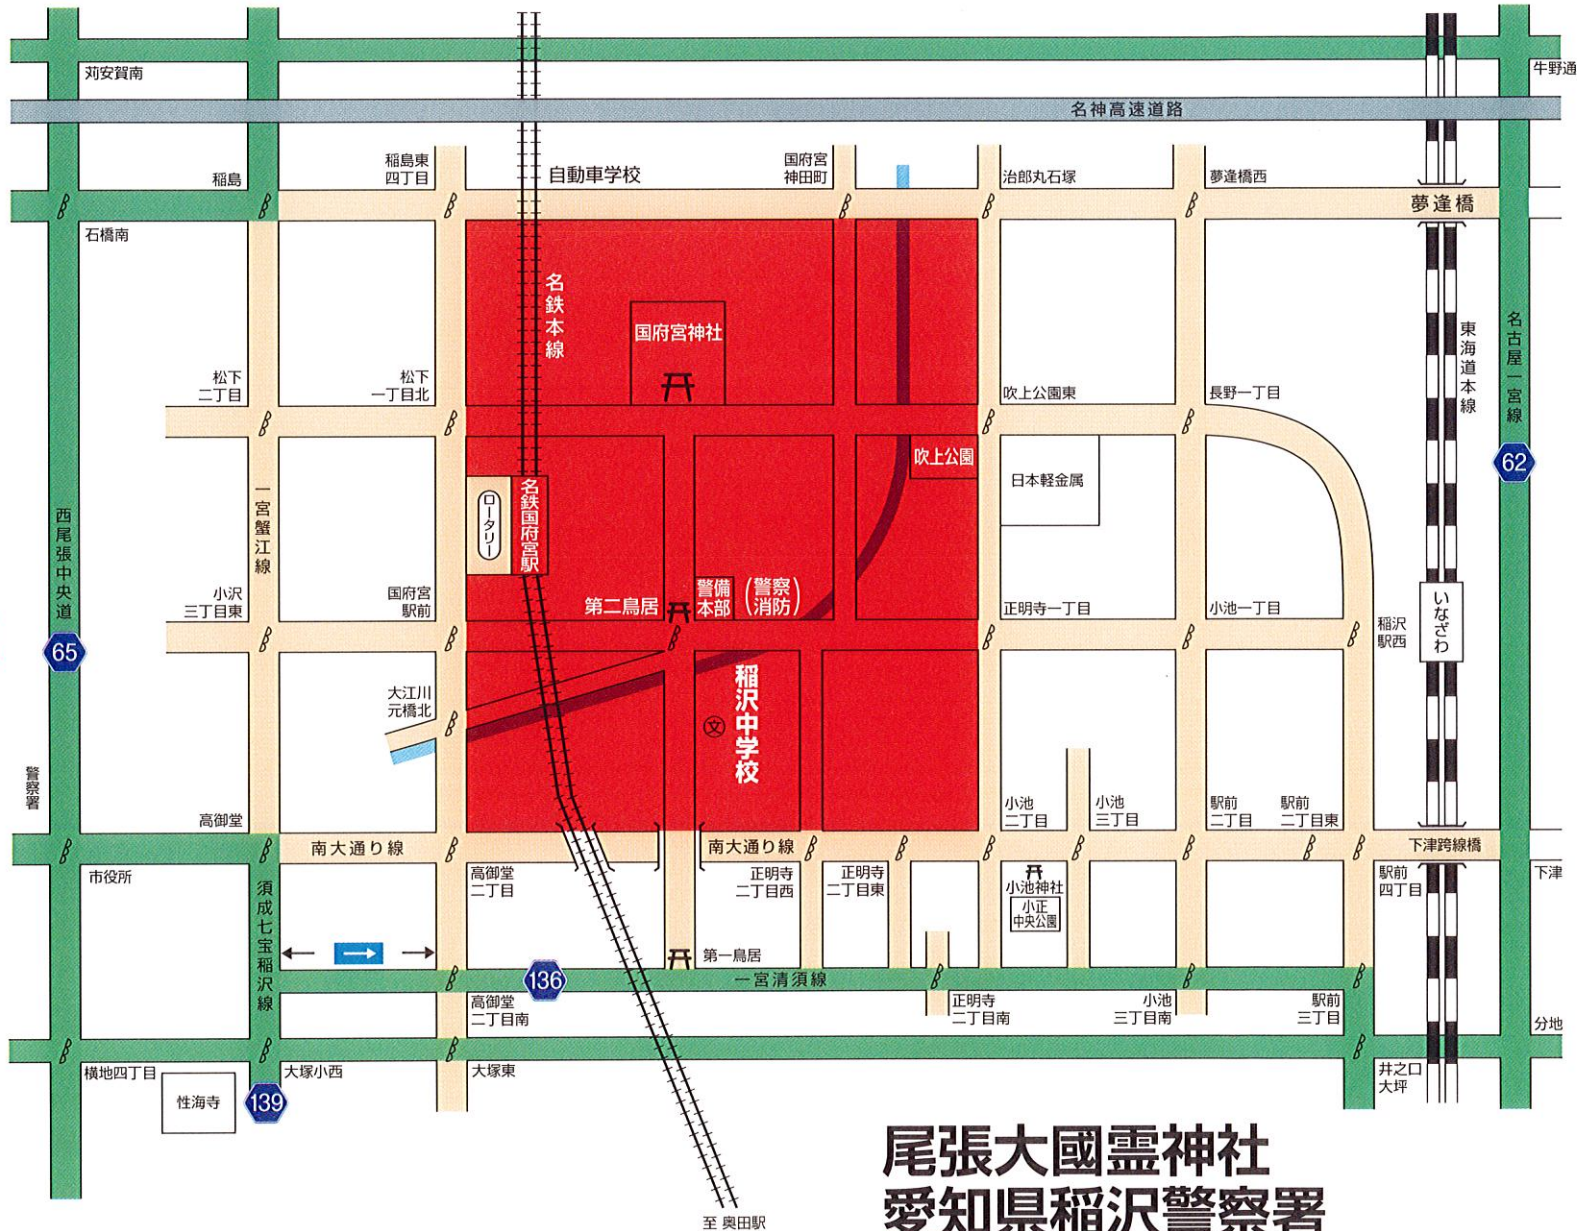 苅安賀南
牛野通
名神高速道路
稲島
稲島東
四丁目
自動車学校
国府宮
神田町
治郎丸石塚
夢逢橋西
夢逢橋
石橋南
名鉄本線
国府宮神社
東海道本線
名古屋一宮線
62
松下
二丁目
松下
一丁目北
吹上公園東
長野一丁目
吹上公園
日本軽金属
西尾張中央道
65
一宮蟹江線
ロータリー
名鉄国府宮駅
小沢
三丁目東
国府宮
駅前
第二鳥居
警備
本部
(警察
消防)
正明寺一丁目
小池一丁目
稲沢
駅西
いなざわ
大江川
元橋北
稲沢中学校
文
警察署
高御堂
小池
二丁目
小池
三丁目
駅前
二丁目
駅前
二丁目東
南大通り線
南大通り線
下津跨線橋
市役所
高御堂
二丁目
正明寺
二丁目西
正明寺
二丁目東
小池神社
小正
中央公園
駅前
四丁目
下津
須成七宝稲沢線
第一鳥居
136
一宮清須線
高御堂
二丁目南
正明寺
二丁目南
小池
三丁目南
駅前
三丁目
分地
横地四丁目
大塚小西
大塚東
井之口
大坪
性海寺
139
至 奥田駅
尾張大國霊神社
愛知県稲沢警察署